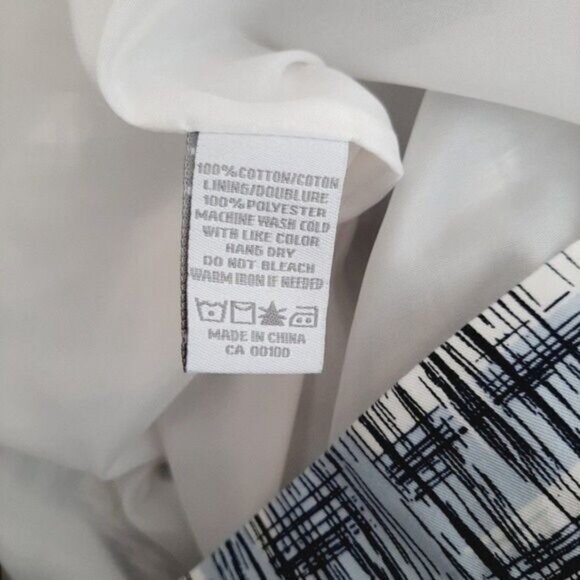 100% COTTON/COTON
LINING/DOUBLURE
100% POLYESTER
MACHINE WASH COLD
WITH LIKE COLOR
HANG DRY
DO NOT BLEACH
WARM IRON IF NEEDED
MADE IN CHINA
CA 00100